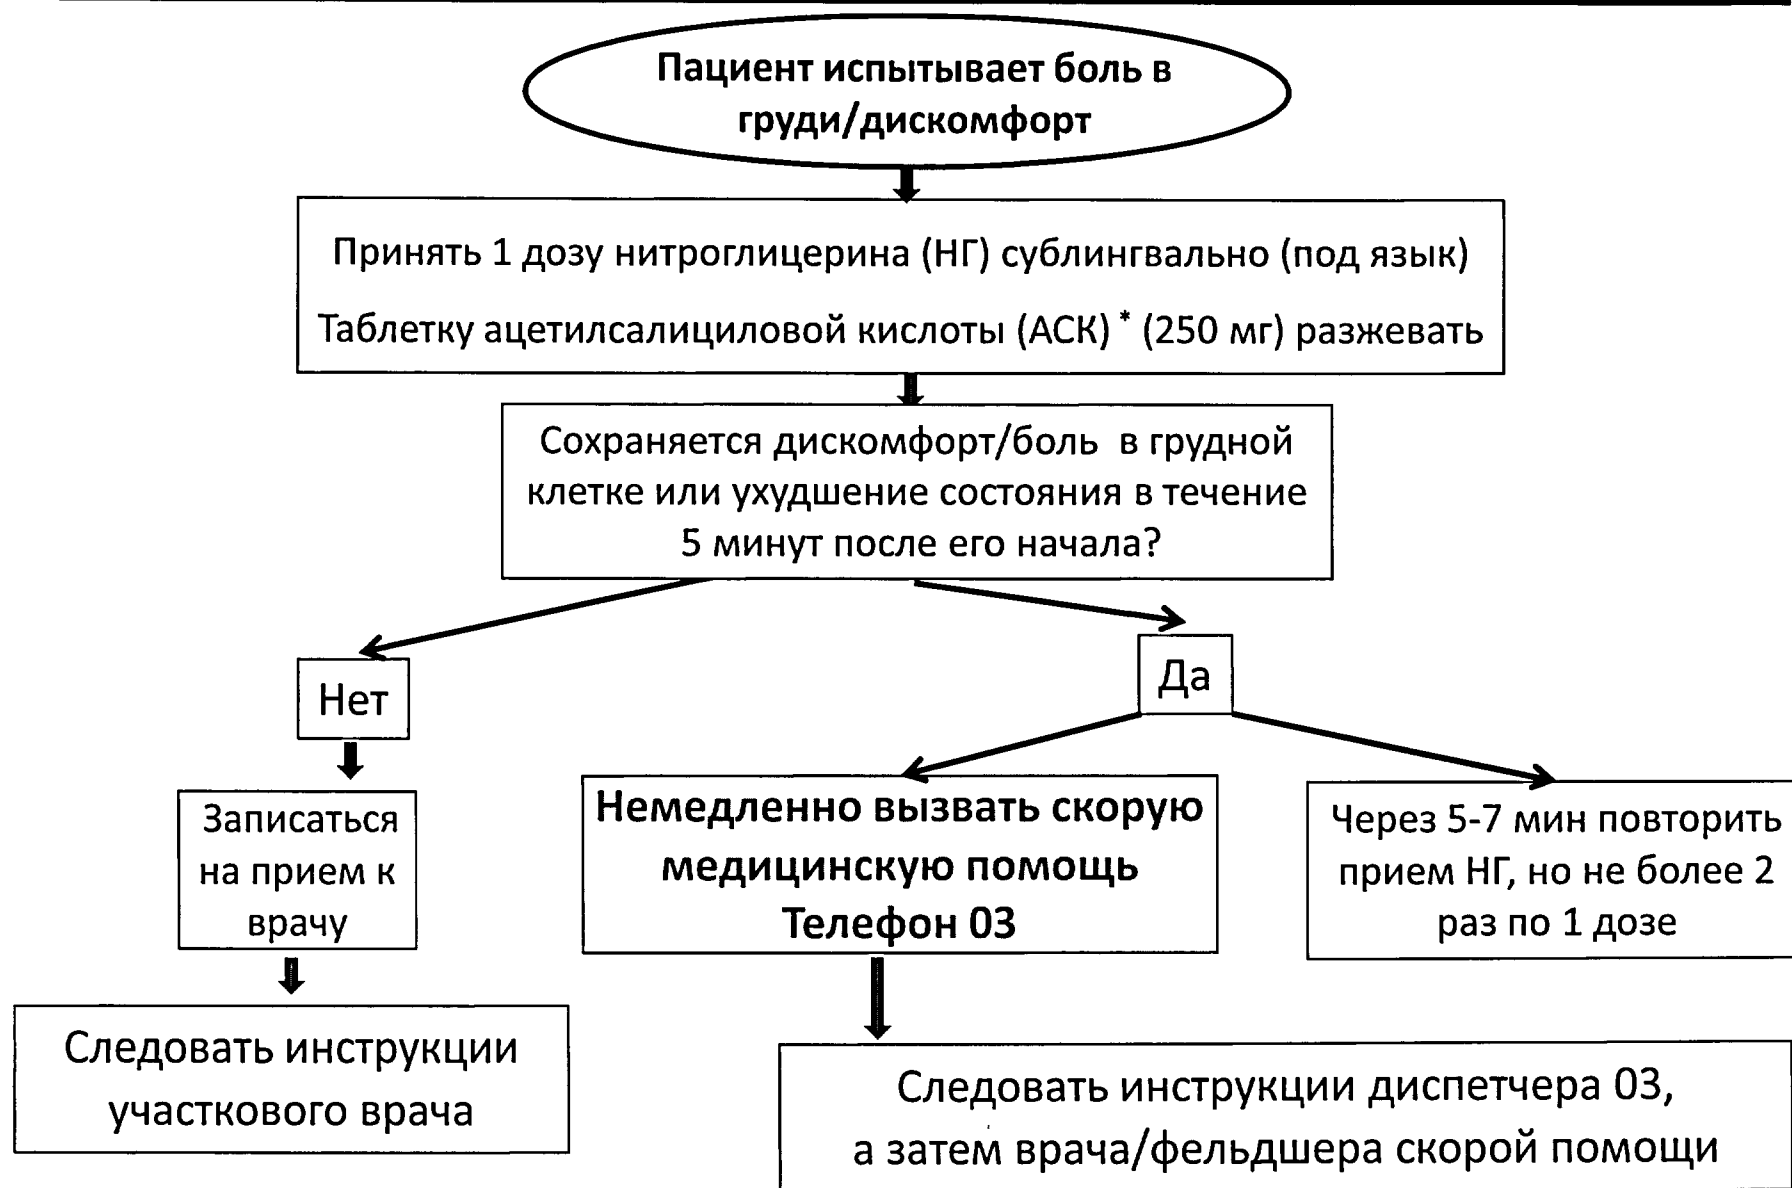 Пациент испытывает боль в
груди/дискомфорт
Принять 1 дозу нитроглицерина (НГ) сублингвально (под язык)
Таблетку ацетилсалициловой кислоты (АСК) * (250 мг) разжевать
Сохраняется дискомфорт/боль в грудной
клетке или ухудшение состояния в течение
5 минут после его начала?
Нет
Да
Записаться
на прием к
врачу
Немедленно вызвать скорую
медицинскую помощь
Телефон 03
Через 5-7 мин повторить
прием НГ, но не более 2
раз по 1 дозе
Следовать инструкции
участкового врача
Следовать инструкции диспетчера 03,
а затем врача/фельдшера скорой помощи